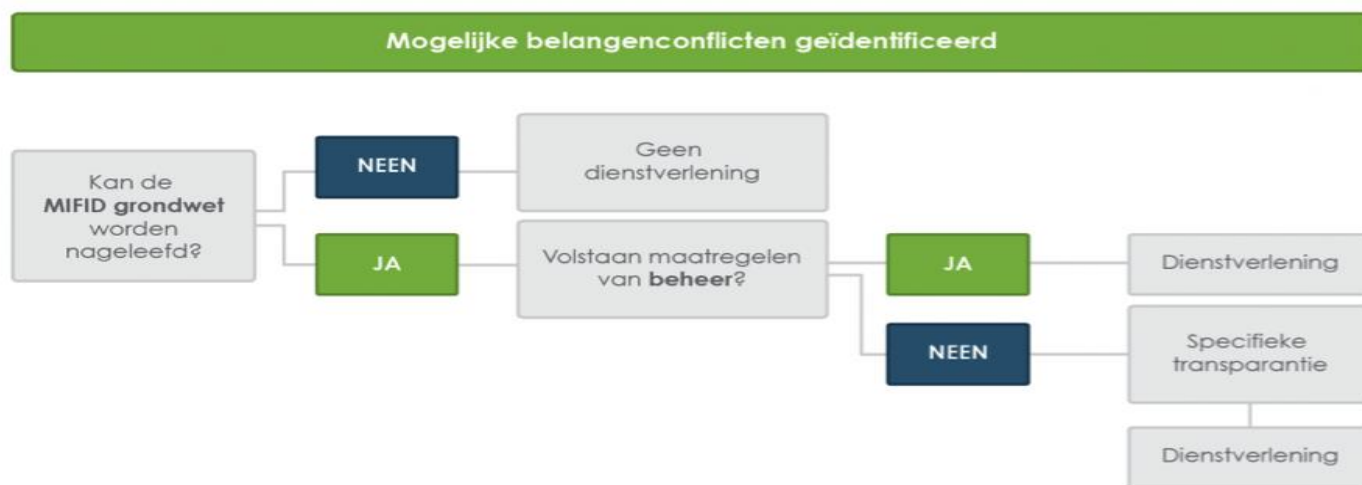 Mogelijke belangenconflicten geïdentificeerd
Kan de
MIFID grondwet
worden
nageleefd?
NEEN
Geen
dienstverlening
JA
Volstaan maatregelen
van beheer?
JA
Dienstverlening
NEEN
Specifieke
transparantie
Dienstverlening